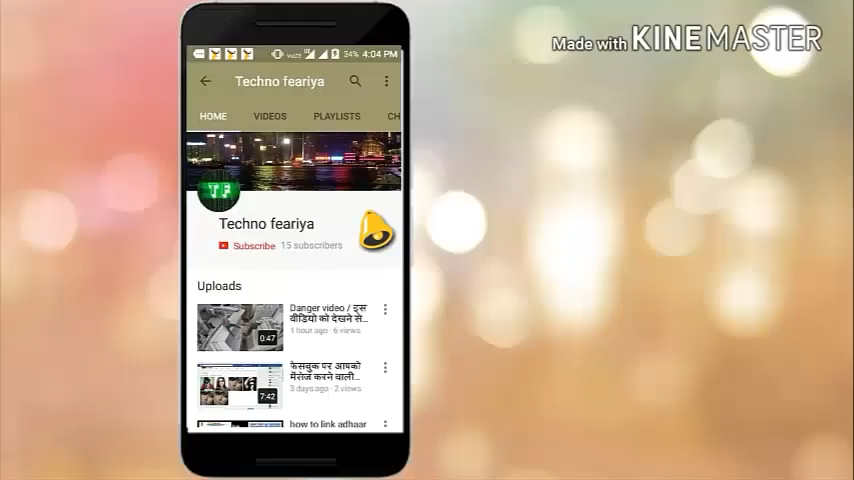 Made with KINEMASTER
VoLTE 34% 4:04 PM
Techno feariya
HOME VIDEOS PLAYLISTS CH
TF
Techno feariya
Subscribe 15 subscribers
Uploads
Danger video / इस
वीडियो को देखने से...
1 hour ago · 6 views
0:47
फेसबुक पर आपको
मैसेज करने वाली...
3 days ago · 2 views
7:42
how to link adhaar